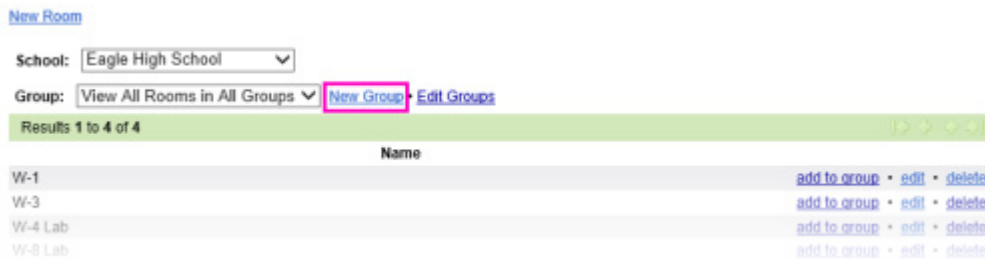 New Room
School: Eagle High School
Group: View All Rooms in All Groups New Group • Edit Groups
Results 1 to 4 of 4
Name
W-1 add to group • edit • delete
W-3 add to group • edit • delete
W-4 Lab add to group • edit • delete
W-8 Lab add to group • edit • delete